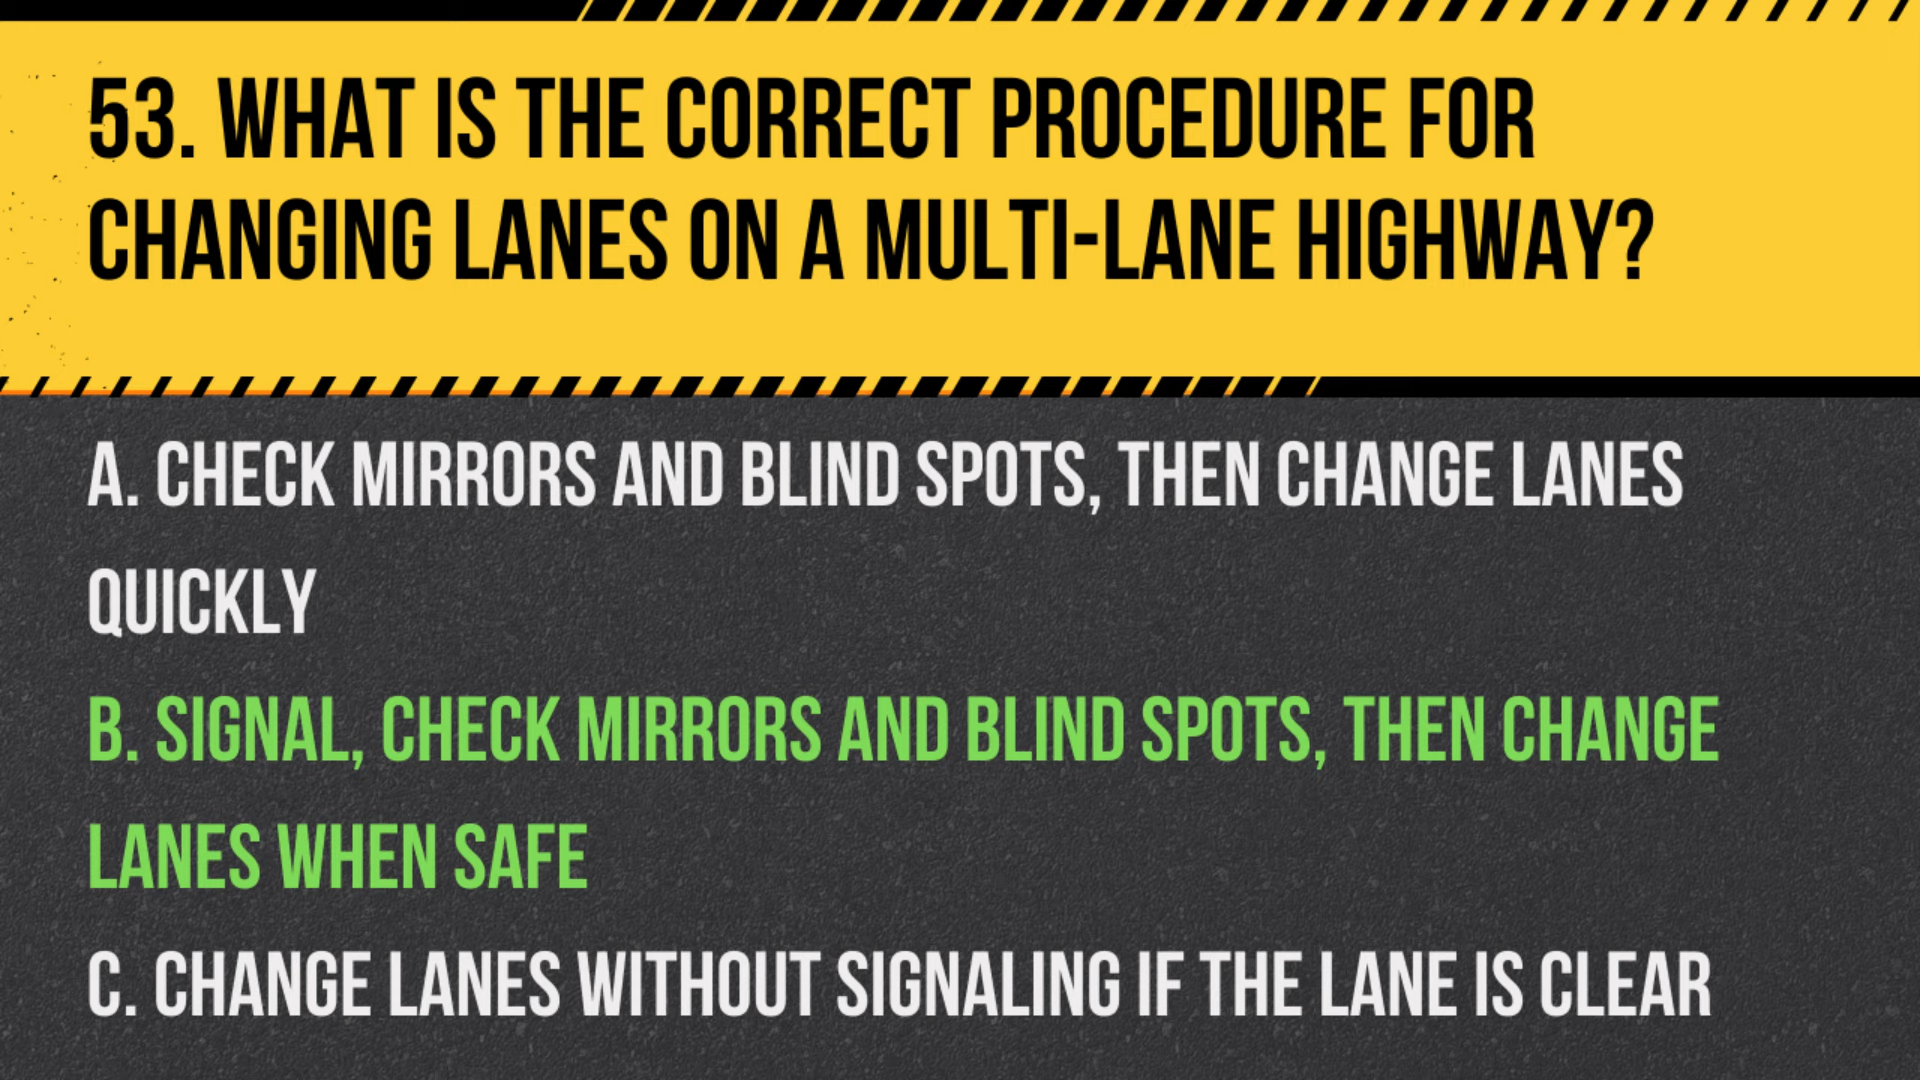 53. WHAT IS THE CORRECT PROCEDURE FOR
CHANGING LANES ON A MULTI-LANE HIGHWAY?
A. CHECK MIRRORS AND BLIND SPOTS, THEN CHANGE LANES
QUICKLY
B. SIGNAL, CHECK MIRRORS AND BLIND SPOTS, THEN CHANGE
LANES WHEN SAFE
C. CHANGE LANES WITHOUT SIGNALING IF THE LANE IS CLEAR